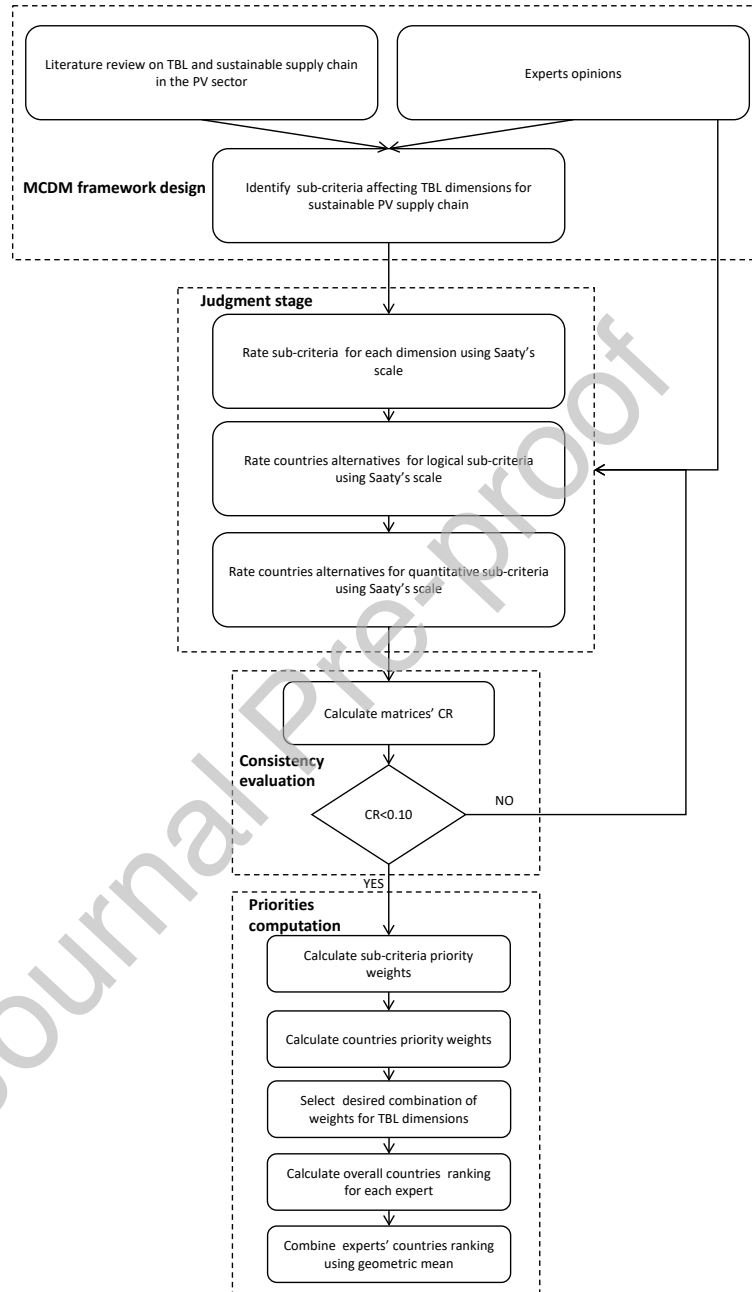 Literature review on TBL and sustainable supply chain
in the PV sector
Experts opinions
MCDM framework design
Identify sub-criteria affecting TBL dimensions for
sustainable PV supply chain
Judgment stage
Rate sub-criteria for each dimension using Saaty's
scale
Rate countries alternatives for logical sub-criteria
using Saaty's scale
Rate countries alternatives for quantitative sub-criteria
using Saaty's scale
Calculate matrices' CR
Consistency
evaluation
CR<0.10
NO
YES
Priorities
computation
Calculate sub-criteria priority
weights
Calculate countries priority weights
Select desired combination of
weights for TBL dimensions
Calculate overall countries ranking
for each expert
Combine experts' countries ranking
using geometric mean
Journal Pre-proof